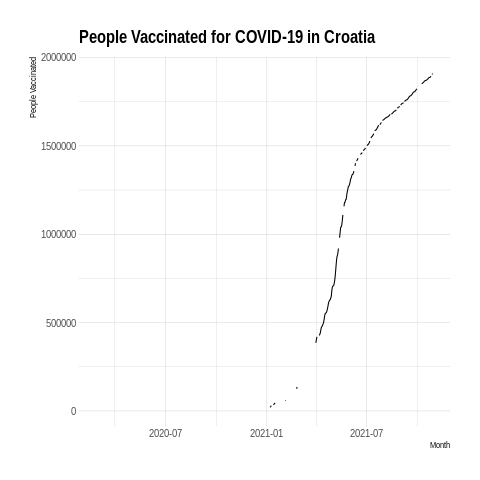 People Vaccinated for COVID-19 in Croatia
People Vaccinated
2000000
1500000
1000000
500000
0
2020-07
2021-01
2021-07
Month